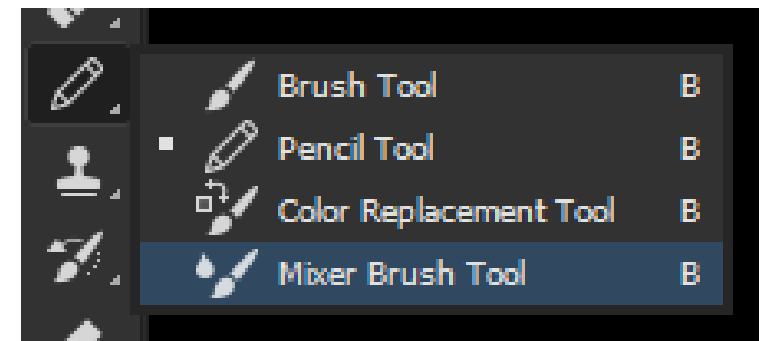 Brush Tool B
Pencil Tool B
Color Replacement Tool B
Mixer Brush Tool B